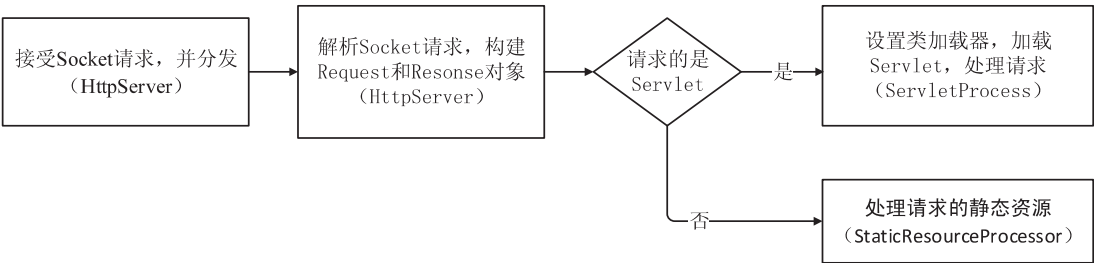 接受Socket请求，并分发
（HttpServer）
解析Socket请求，构建
Request和Resonse对象
（HttpServer）
请求的是
Servlet
是
设置类加载器，加载
Servlet，处理请求
（ServletProcess）
否
处理请求的静态资源
（StaticResourceProcessor）